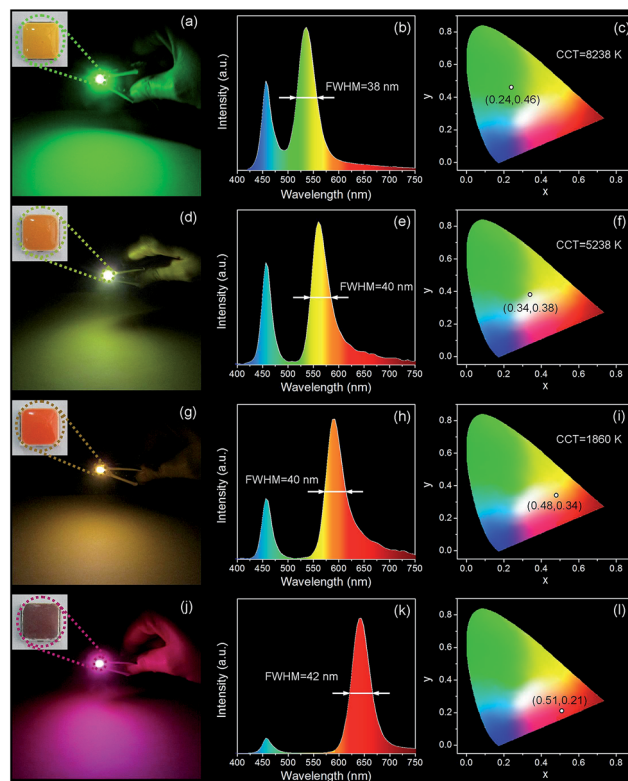 (a)
(b)
Intensity (a.u.)
FWHM=38 nm
400 450 500 550 600 650 700 750
Wavelength (nm)
(c)
CCT=8238 K
(0.24,0.46)
y
0.8
0.6
0.4
0.2
0.0
0.0 0.2 0.4 0.6 0.8
X
(d)
(e)
Intensity (a.u.)
FWHM=40 nm
400 450 500 550 600 650 700 750
Wavelength (nm)
(f)
CCT=5238 K
(0.34,0.38)
y
0.8
0.6
0.4
0.2
0.0
0.0 0.2 0.4 0.6 0.8
X
(g)
(h)
Intensity (a.u.)
FWHM=40 nm
400 450 500 550 600 650 700 750
Wavelength (nm)
(i)
CCT=1860 K
(0.48,0.34)
y
0.8
0.6
0.4
0.2
0.0
0.0 0.2 0.4 0.6 0.8
X
(j)
(k)
Intensity (a.u.)
FWHM=42 nm
400 450 500 550 600 650 700 750
Wavelength (nm)
(l)
(0.51,0.21)
y
0.8
0.6
0.4
0.2
0.0
0.0 0.2 0.4 0.6 0.8
X